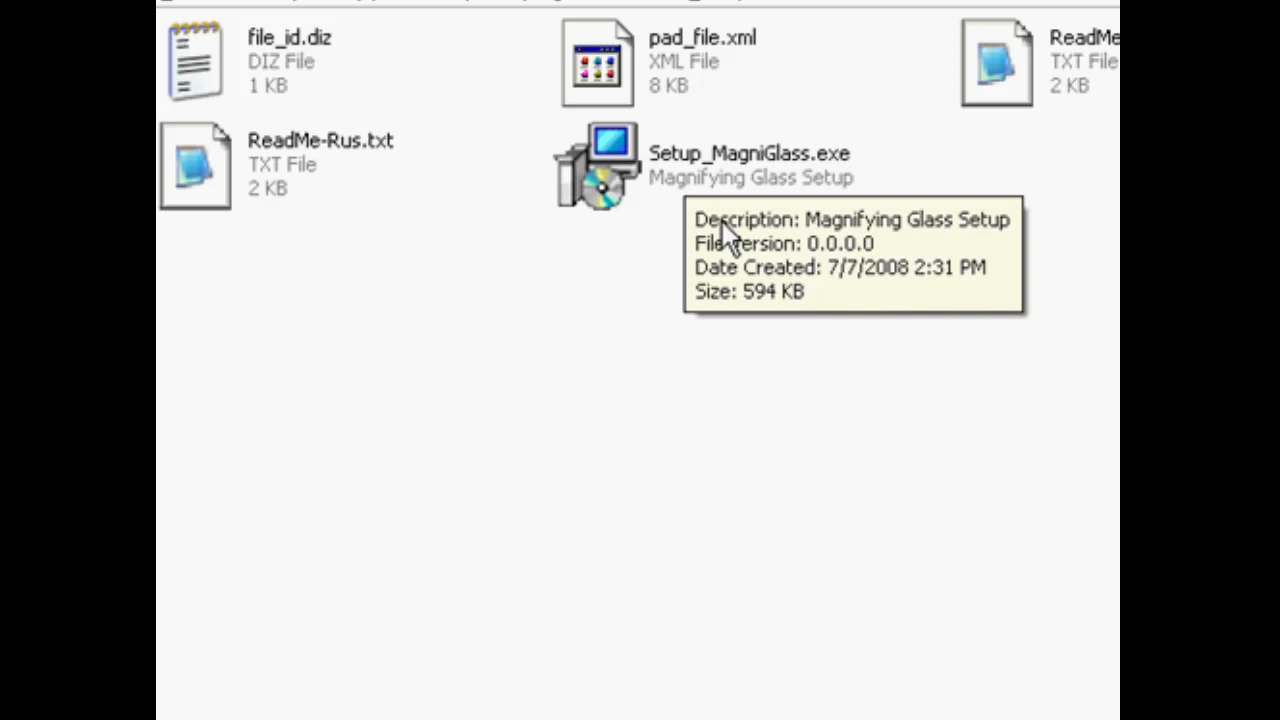 file_id.diz
DIZ File
1 KB
pad_file.xml
XML File
8 KB
ReadMe
TXT File
2 KB
ReadMe-Rus.txt
TXT File
2 KB
Setup_MagniGlass.exe
Magnifying Glass Setup
Description: Magnifying Glass Setup
File Version: 0.0.0.0
Date Created: 7/7/2008 2:31 PM
Size: 594 KB